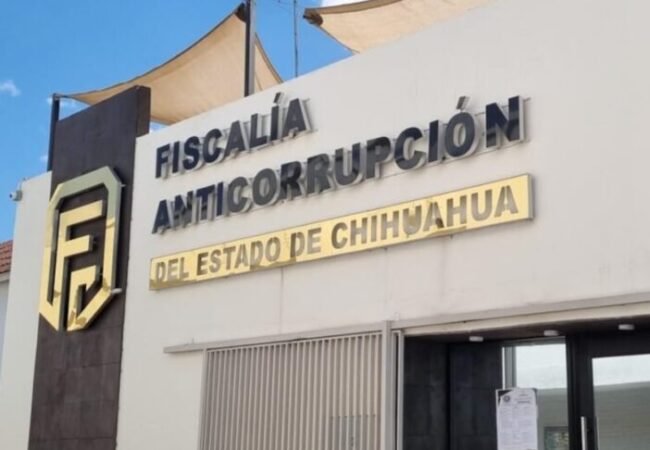 FISCALÍA
ANTICORRUPCIÓN
DEL ESTADO DE CHIHUAHUA